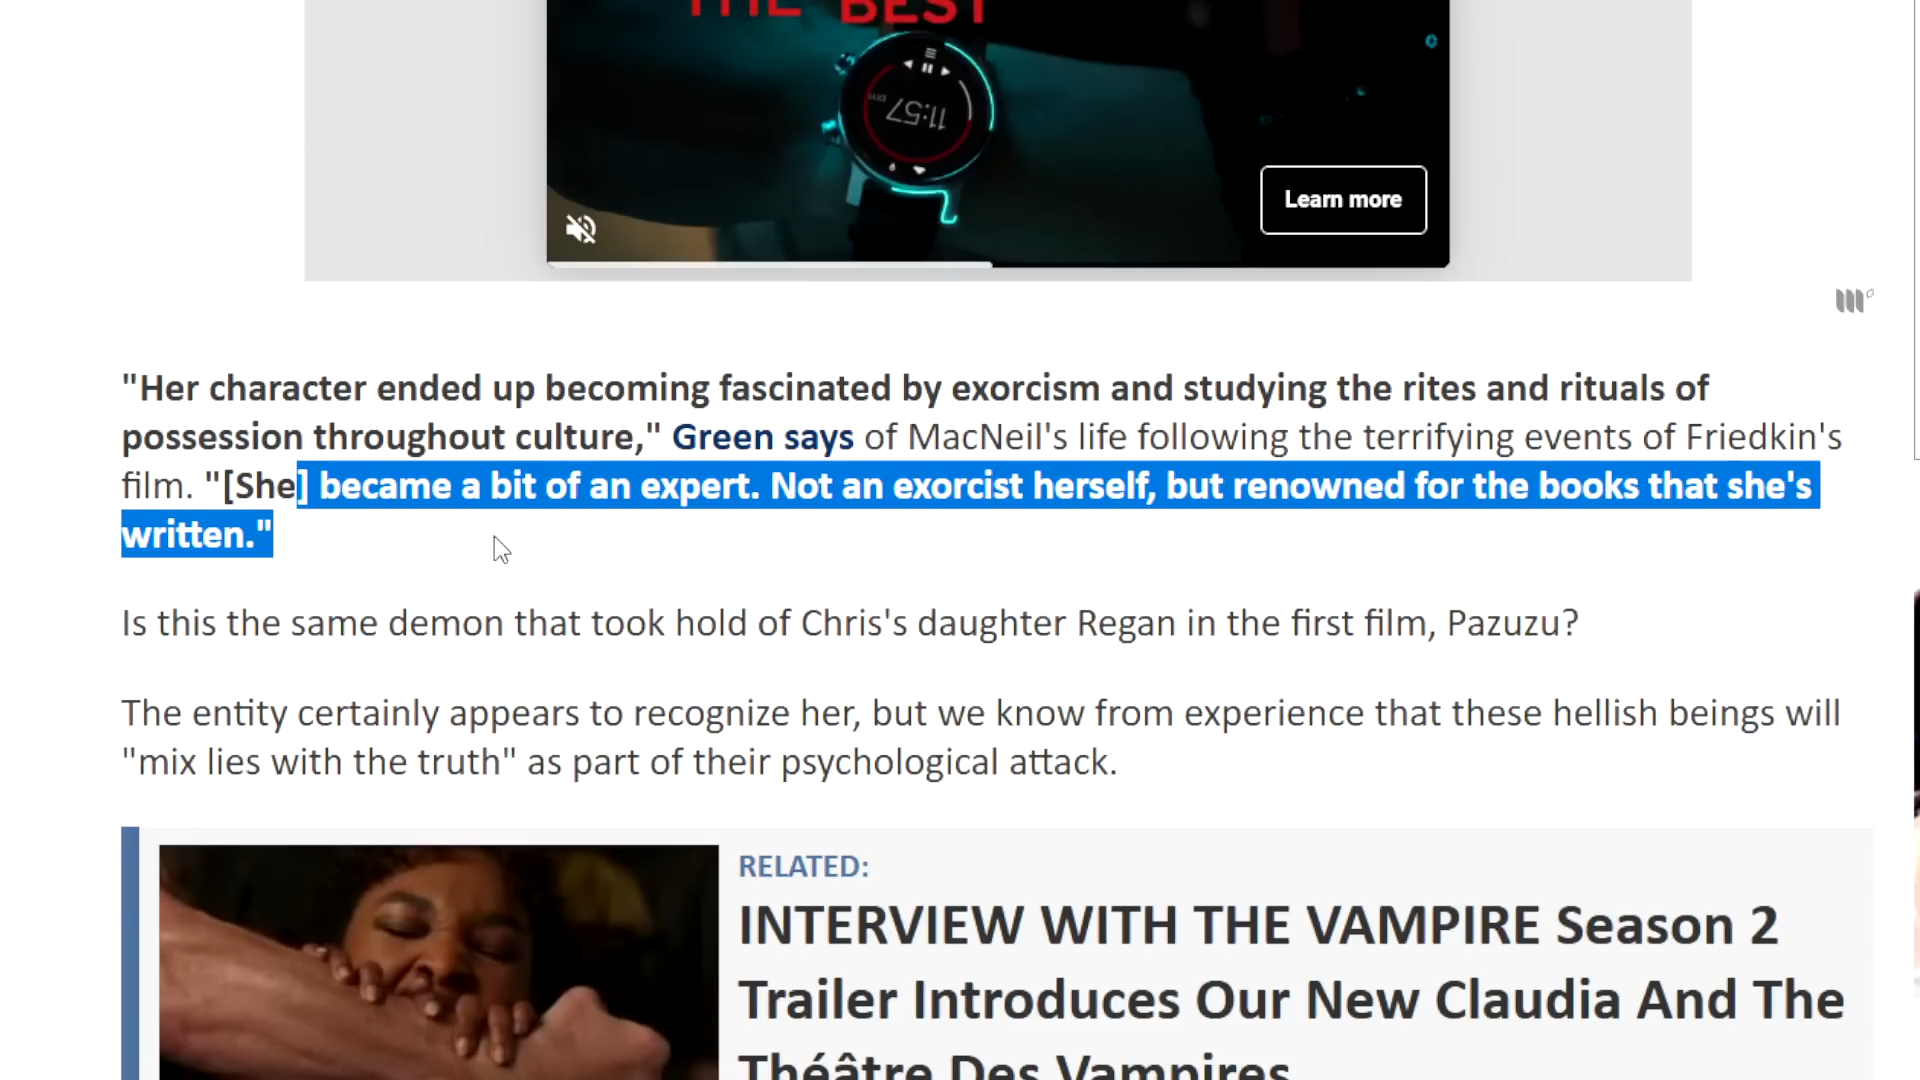 THE BEST
11:57
pm
Learn more
"Her character ended up becoming fascinated by exorcism and studying the rites and rituals of
possession throughout culture," Green says of MacNeil's life following the terrifying events of Friedkin's
film. "[She] became a bit of an expert. Not an exorcist herself, but renowned for the books that she's
written."
Is this the same demon that took hold of Chris's daughter Regan in the first film, Pazuzu?
The entity certainly appears to recognize her, but we know from experience that these hellish beings will
"mix lies with the truth" as part of their psychological attack.
RELATED:
INTERVIEW WITH THE VAMPIRE Season 2
Trailer Introduces Our New Claudia And The
Théâtre Des Vampires